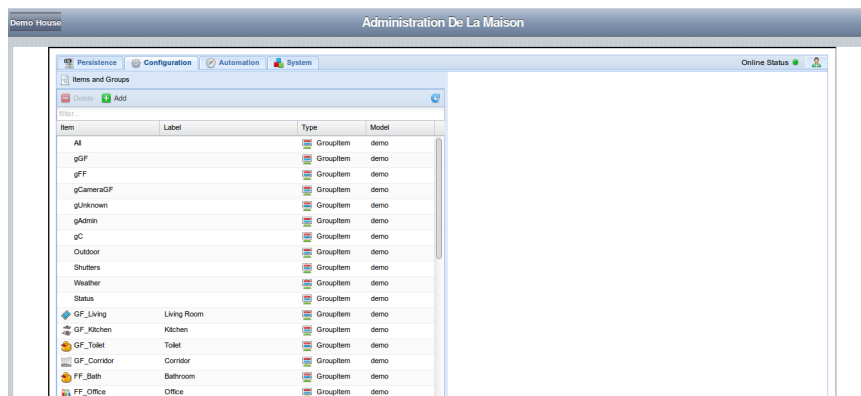 Demo House Administration De La Maison
Persistence Configuration Automation System Online Status
Items and Groups
Delete Add
filter...
Item Label Type Model
All GroupItem demo
gGF GroupItem demo
gFF GroupItem demo
gCameraGF GroupItem demo
gUnknown GroupItem demo
gAdmin GroupItem demo
gC GroupItem demo
Outdoor GroupItem demo
Shutters GroupItem demo
Weather GroupItem demo
Status GroupItem demo
GF_Living Living Room GroupItem demo
GF_Kitchen Kitchen GroupItem demo
GF_Toilet Toilet GroupItem demo
GF_Corridor Corridor GroupItem demo
FF_Bath Bathroom GroupItem demo
FF_Office Office GroupItem demo